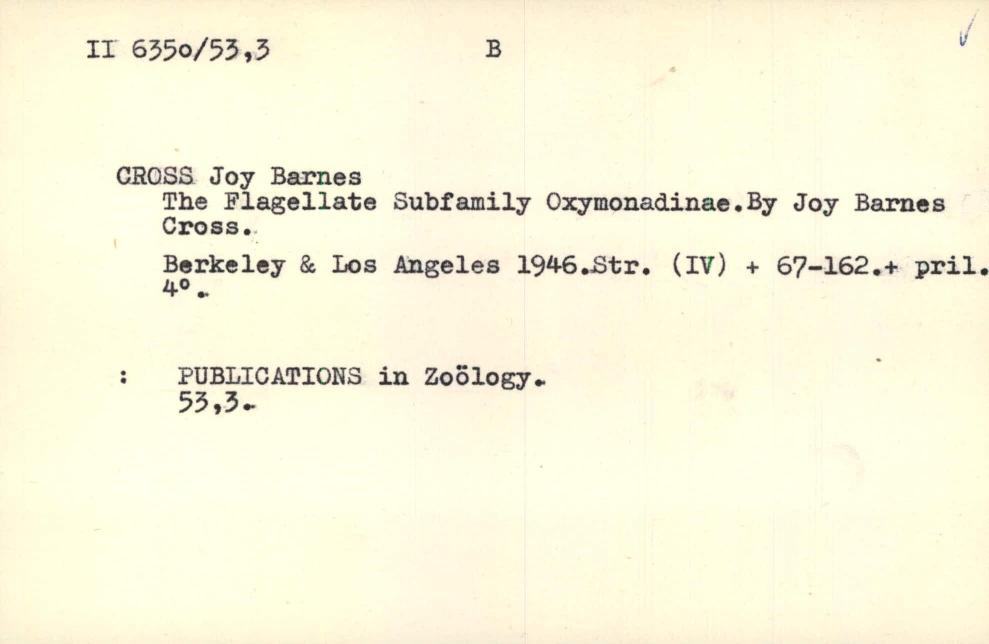 II 6350/53,3 B
CROSS Joy Barnes
The Flagellate Subfamily Oxymonadinae.By Joy Barnes
Cross.
Berkeley & Los Angeles 1946.Str. (IV) + 67-162.+ pril.
4°.
: PUBLICATIONS in Zoölogy.
53,3.